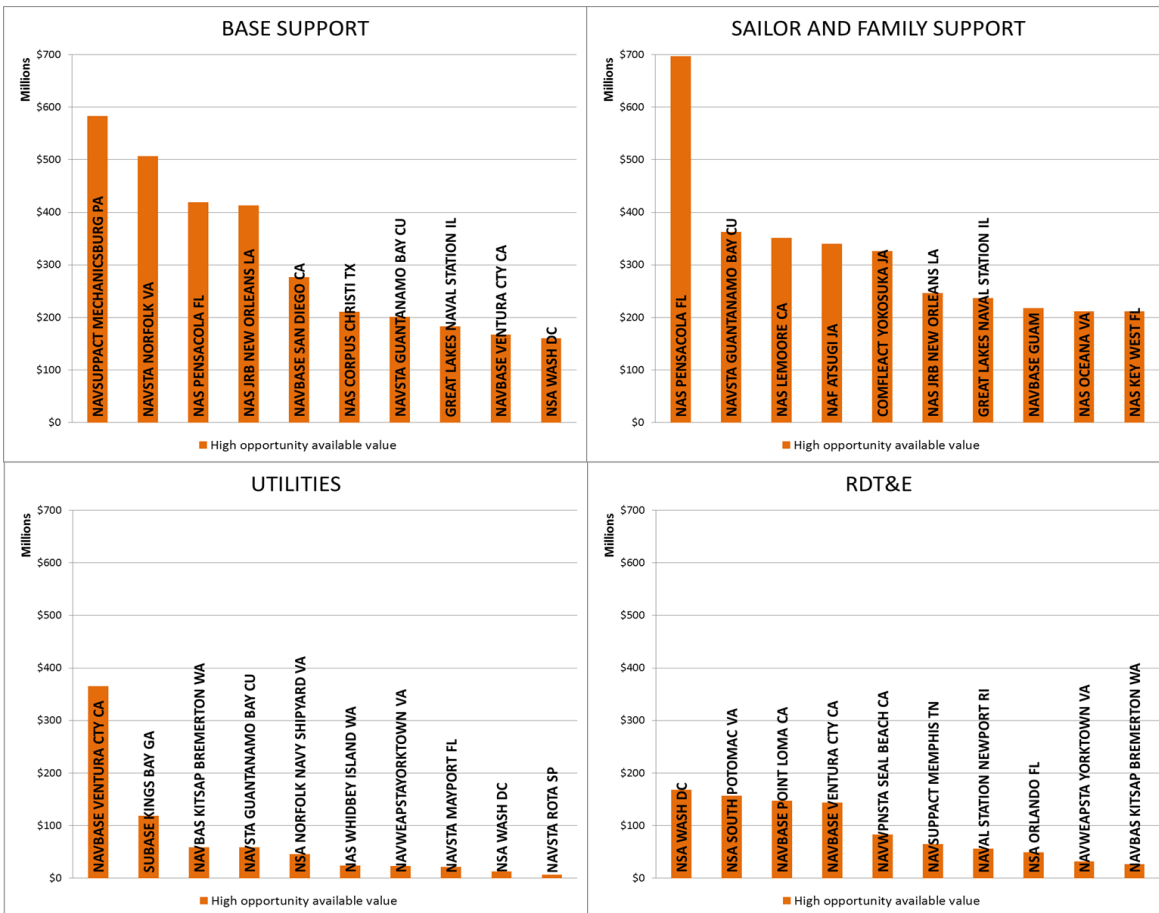 BASE SUPPORT
Millions
$700
$600
$500
$400
$300
$200
$100
$0
NAVSUPPACT MECHANICSBURG PA
NAVSTA NORFOLK VA
NAS PENSACOLA FL
NAS JRB NEW ORLEANS LA
NAVBASE SAN DIEGO CA
NAS CORPUS CHRISTI TX
NAVSTA GUANTANAMO BAY CU
GREAT LAKES NAVAL STATION IL
NAVBASE VENTURA CTY CA
NSA WASH DC
High opportunity available value
SAILOR AND FAMILY SUPPORT
Millions
$700
$600
$500
$400
$300
$200
$100
$0
NAS PENSACOLA FL
NAVSTA GUANTANAMO BAY CU
NAS LEMOORE CA
NAF ATSUGI JA
COMFLEACT YOKOSUKA JA
NAS JRB NEW ORLEANS LA
GREAT LAKES NAVAL STATION IL
NAVBASE GUAM
NAS OCEANA VA
NAS KEY WEST FL
High opportunity available value
UTILITIES
Millions
$700
$600
$500
$400
$300
$200
$100
$0
NAVBASE VENTURA CTY CA
SUBASE KINGS BAY GA
NAVBAS KITSAP BREMERTON WA
NAVSTA GUANTANAMO BAY CU
NSA NORFOLK NAVY SHIPYARD VA
NAS WHIDBEY ISLAND WA
NAVWEAPSTAYORKTOWN VA
NAVSTA MAYPORT FL
NSA WASH DC
NAVSTA ROTA SP
High opportunity available value
RDT&E
Millions
$700
$600
$500
$400
$300
$200
$100
$0
NSA WASH DC
NSA SOUTH POTOMAC VA
NAVBASE POINT LOMA CA
NAVBASE VENTURA CTY CA
NAVWPNSTA SEAL BEACH CA
NAVSUPPACT MEMPHIS TN
NAVAL STATION NEWPORT RI
NSA ORLANDO FL
NAVWEAPSTA YORKTOWN VA
NAVBAS KITSAP BREMERTON WA
High opportunity available value